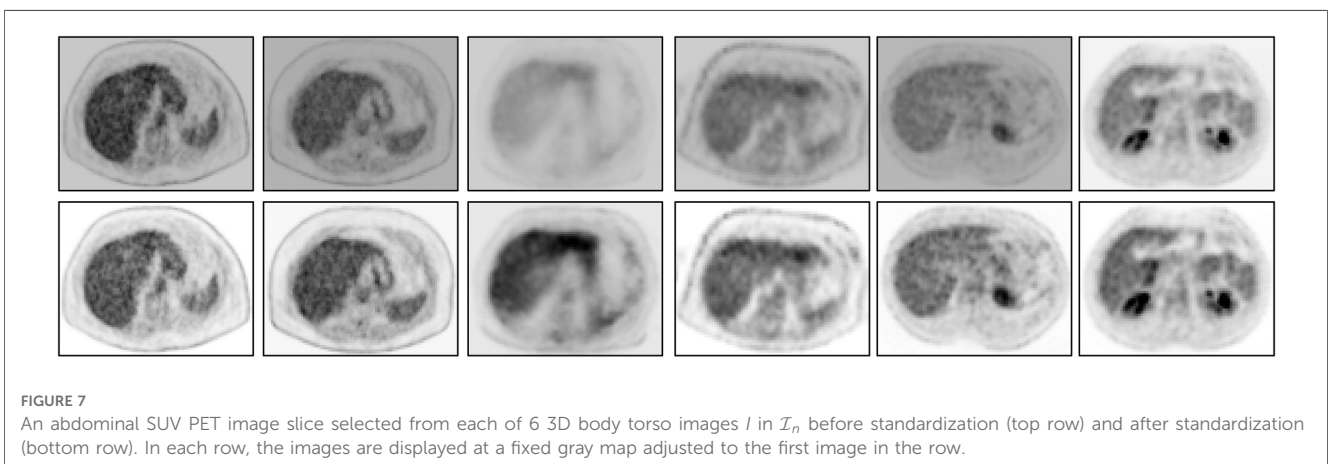 FIGURE 7
An abdominal SUV PET image slice selected from each of 6 3D body torso images I in ℐₙ before standardization (top row) and after standardization
(bottom row). In each row, the images are displayed at a fixed gray map adjusted to the first image in the row.